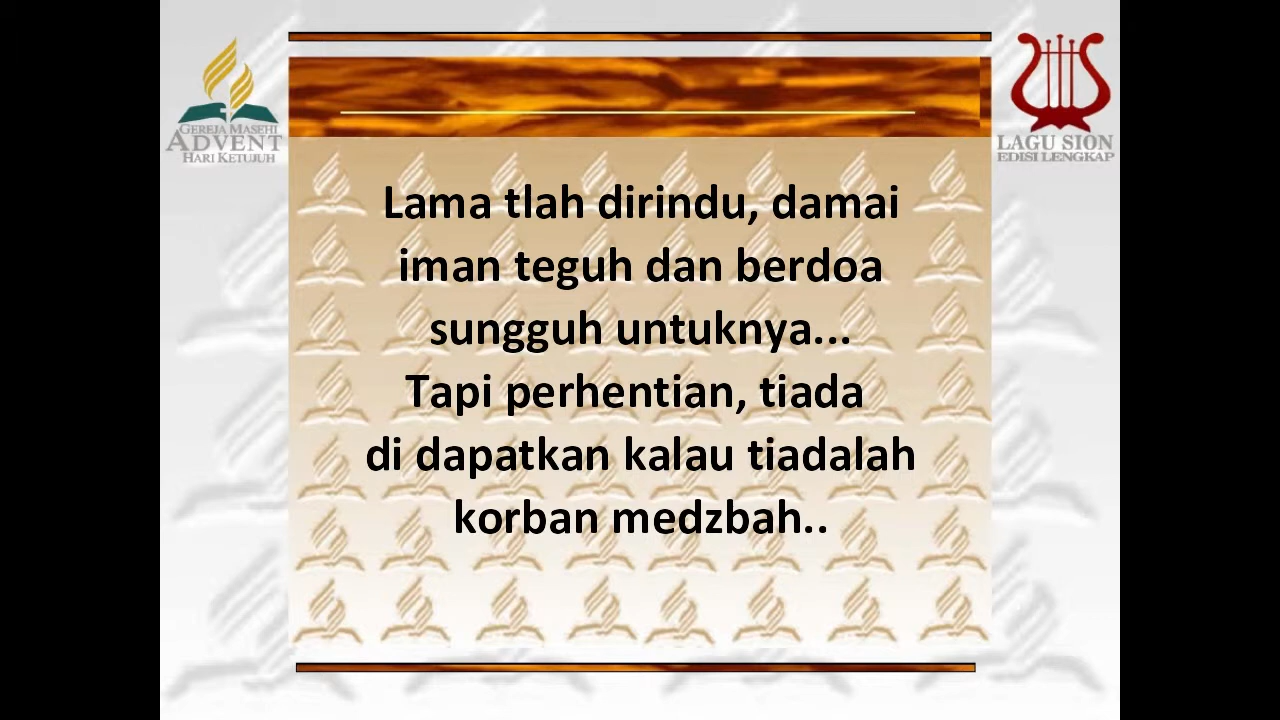 GEREJA MASEHI
ADVENT
HARI KETUJUH
LAGU SION
EDISI LENGKAP
Lama tlah dirindu, damai
iman teguh dan berdoa
sungguh untuknya...
Tapi perhentian, tiada
di dapatkan kalau tiadalah
korban medzbah..